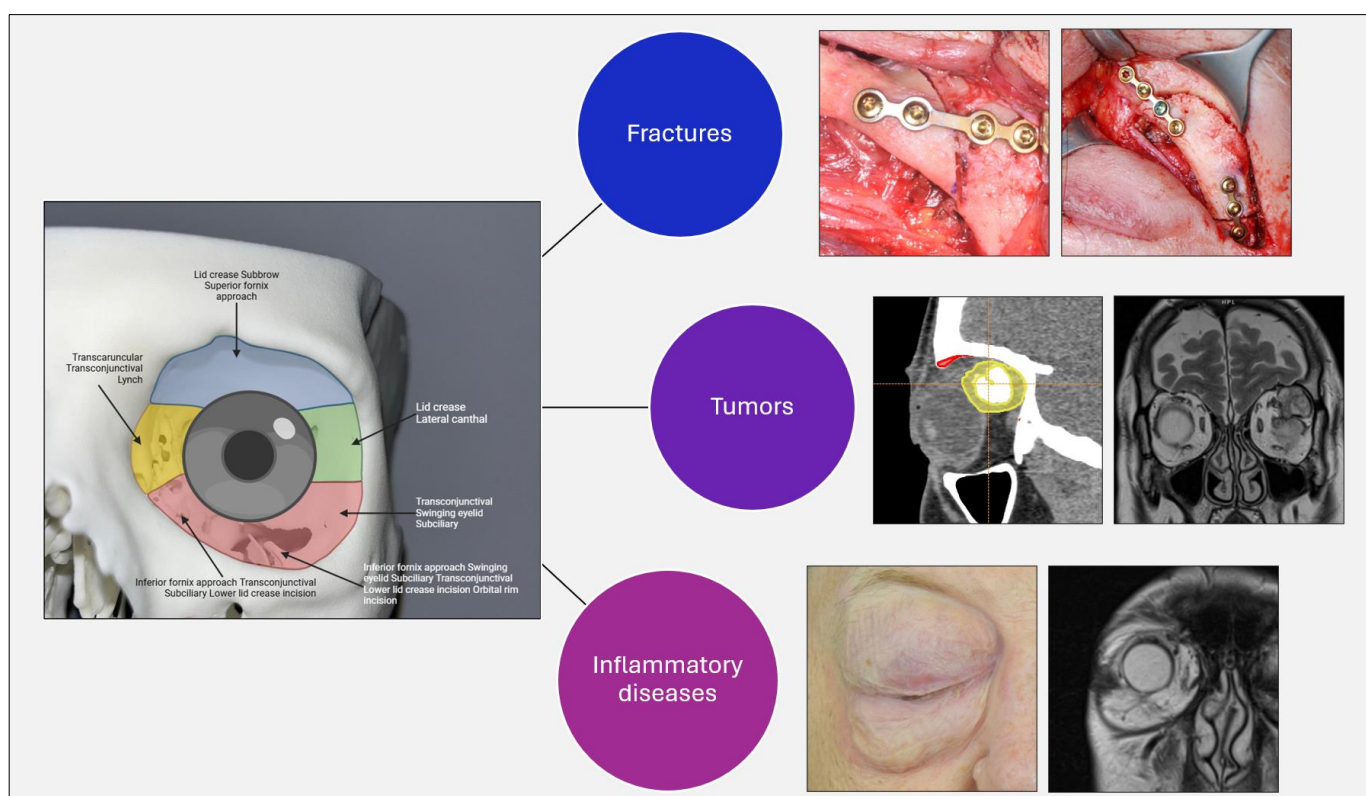 Fractures
Lid crease Subbrow
Superior fornix
approach
Transcaruncular
Transconjunctival
Lynch
Lid crease
Lateral canthal
Transconjunctival
Swinging eyelid
Subciliary
Inferior fornix approach Transconjunctival
Subciliary Lower lid crease incision
Inferior fornix approach Swinging
eyelid Subciliary Transconjunctival
Lower lid crease incision Orbital rim
incision
Tumors
HPL
Inflammatory
diseases